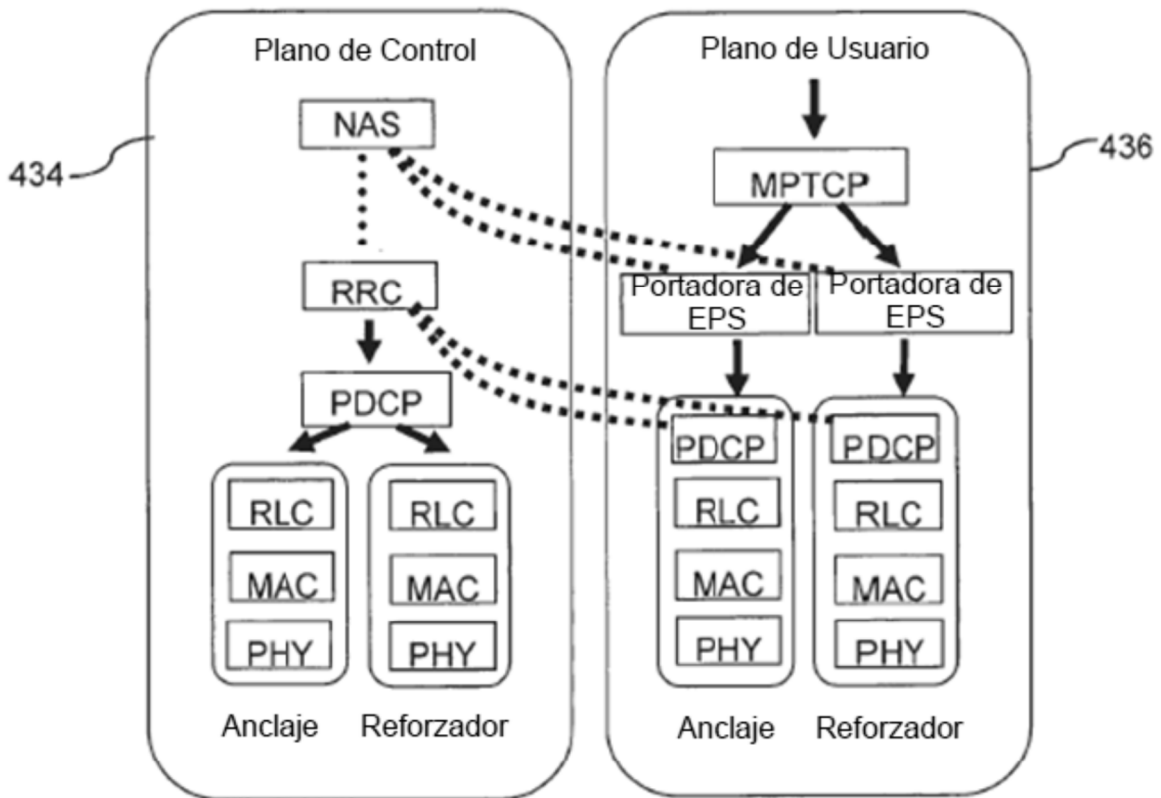 Plano de Control
NAS
434
RRC
PDCP
RLC
RLC
MAC
MAC
PHY
PHY
Anclaje
Reforzador
Plano de Usuario
436
MPTCP
Portadora de
EPS
Portadora de
EPS
PDCP
PDCP
RLC
RLC
MAC
MAC
PHY
PHY
Anclaje
Reforzador